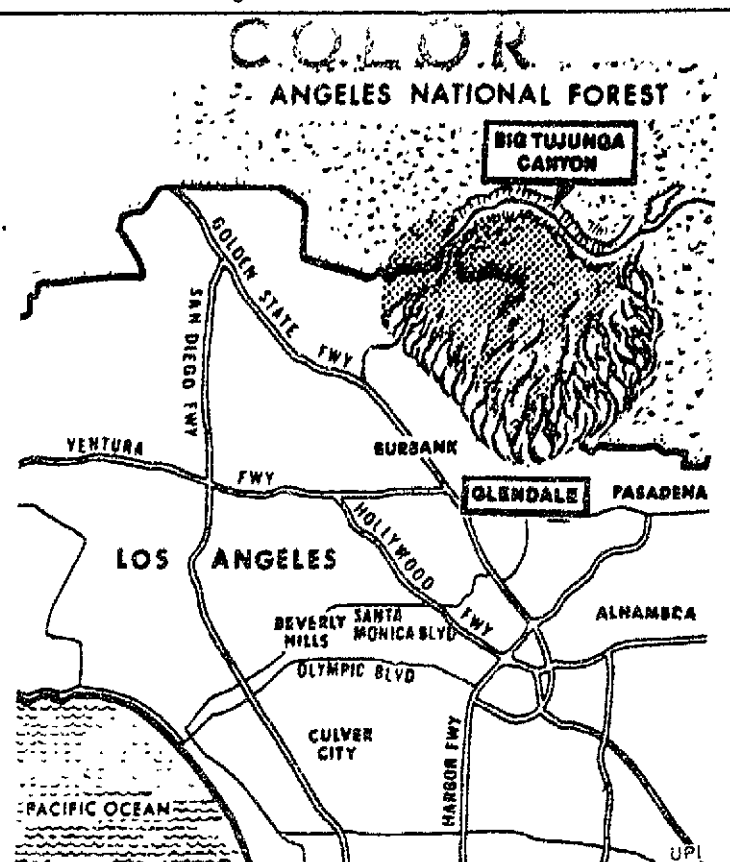 COLOR
ANGELES NATIONAL FOREST
BIG TUJUNGA
CANYON
GOLDEN STATE FWY
SAN DIEGO FWY
VENTURA FWY
BURBANK
GLENDALE
PASADENA
HOLLYWOOD FWY
LOS ANGELES
BEVERLY
HILLS
SANTA
MONICA BLVD
ALHAMBCA
OLYMPIC BLVD
CULVER
CITY
HARBOR FWY
PACIFIC OCEAN
UPI